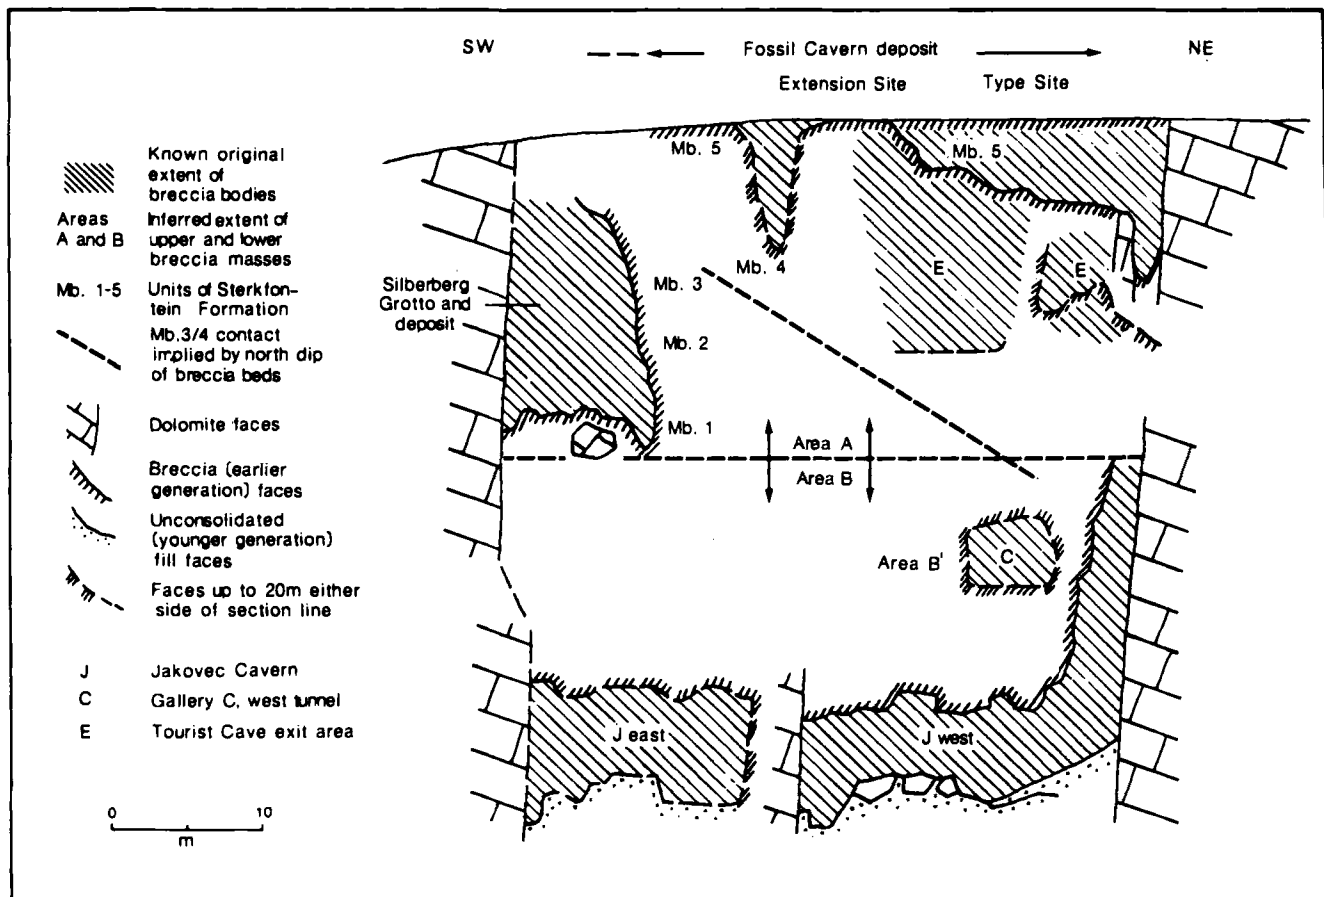 SW
Fossil Cavern deposit
NE
Extension Site
Type Site
Known original
extent of
breccia bodies
Areas
A and B
Inferred extent of
upper and lower
breccia masses
Mb. 1-5
Units of Sterkfon-
tein Formation
Mb.3/4 contact
implied by north dip
of breccia beds
Dolomite faces
Breccia (earlier
generation) faces
Unconsolidated
(younger generation)
fill faces
Faces up to 20m either
side of section line
J
Jakovec Cavern
C
Gallery C, west tunnel
E
Tourist Cave exit area
0
10
m
Mb. 5
Mb. 5
Mb. 4
E
E
Silberberg
Grotto and
deposit
Mb. 3
Mb. 2
Mb. 1
Area A
Area B
Area B'
C
J east
J west